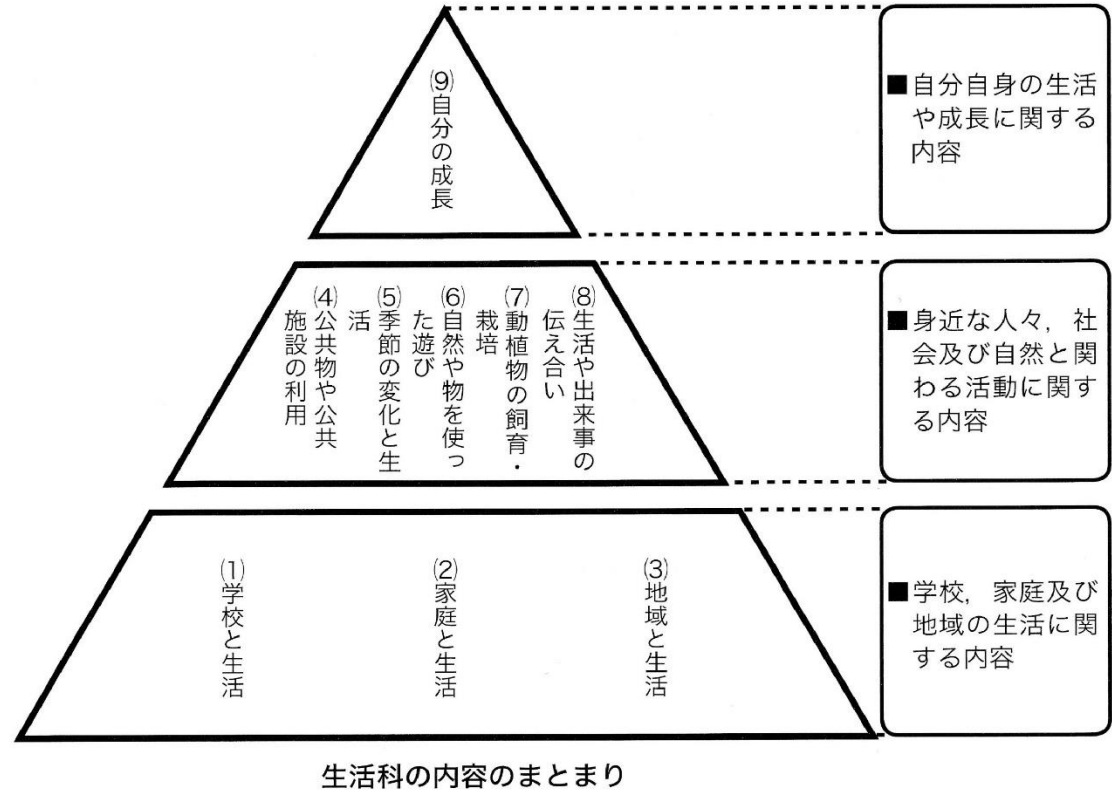 (9)自分の成長
■自分自身の生活
や成長に関する
内容
(4)公共物や公共
施設の利用
(5)季節の変化と生
活
(6)自然や物を使っ
た遊び
(7)動植物の飼育・
栽培
(8)生活や出来事の
伝え合い
■身近な人々，社
会及び自然と関
わる活動に関す
る内容
(1)学校と生活
(2)家庭と生活
(3)地域と生活
■学校，家庭及び
地域の生活に関
する内容
生活科の内容のまとまり